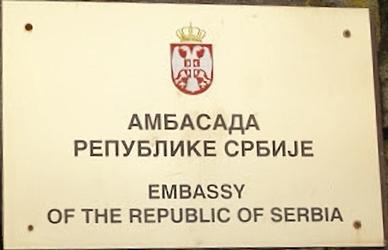 АМБАСАДА
РЕПУБЛИКЕ СРБИЈЕ
EMBASSY
OF THE REPUBLIC OF SERBIA